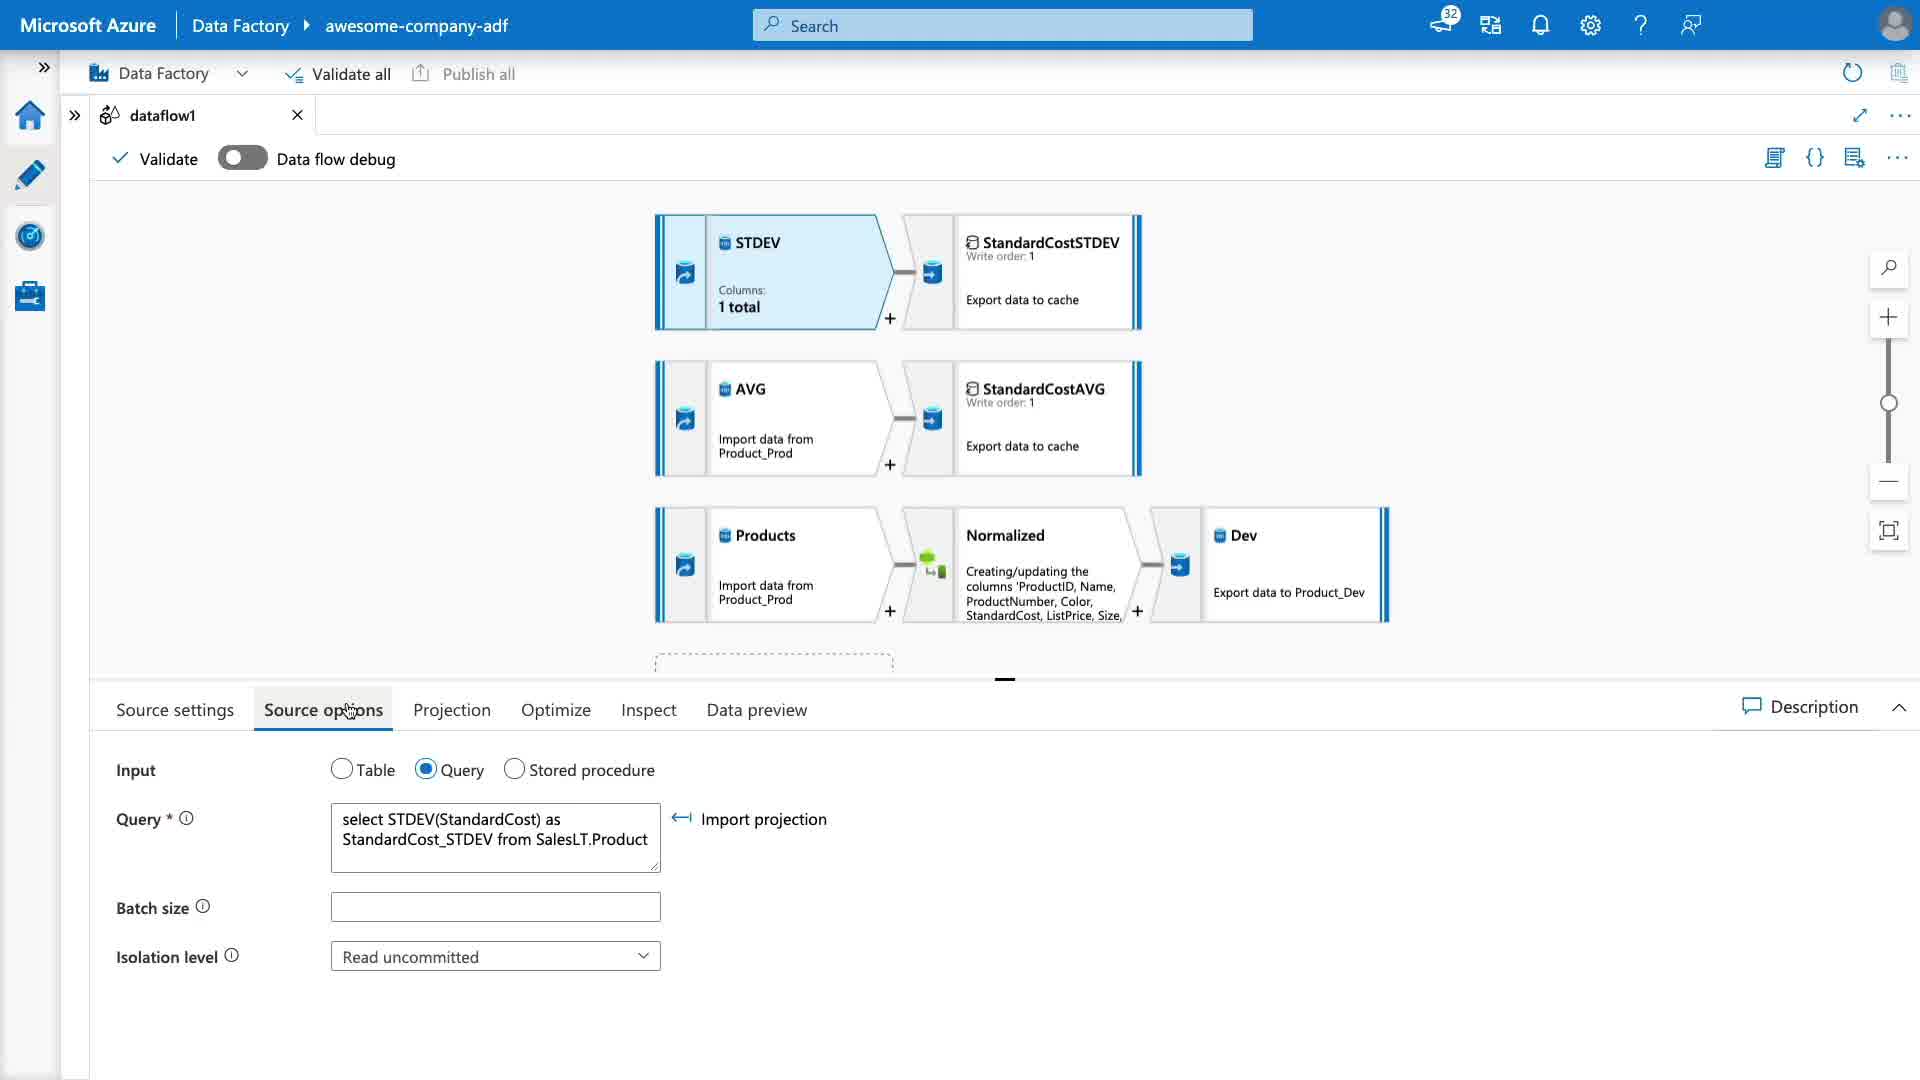 Microsoft Azure
Data Factory
awesome-company-adf
Search
32
Data Factory
Validate all
Publish all
dataflow1
Validate
Data flow debug
STDEV
Columns:
1 total
StandardCostSTDEV
Write order: 1
Export data to cache
AVG
Import data from
Product_Prod
StandardCostAVG
Write order: 1
Export data to cache
Products
Import data from
Product_Prod
Normalized
Creating/updating the
columns 'ProductID, Name,
ProductNumber, Color,
StandardCost, ListPrice, Size,
Dev
Export data to Product_Dev
Source settings
Source options
Projection
Optimize
Inspect
Data preview
Description
Input
Table
Query
Stored procedure
Query *
select STDEV(StandardCost) as
StandardCost_STDEV from SalesLT.Product
Import projection
Batch size
Isolation level
Read uncommitted